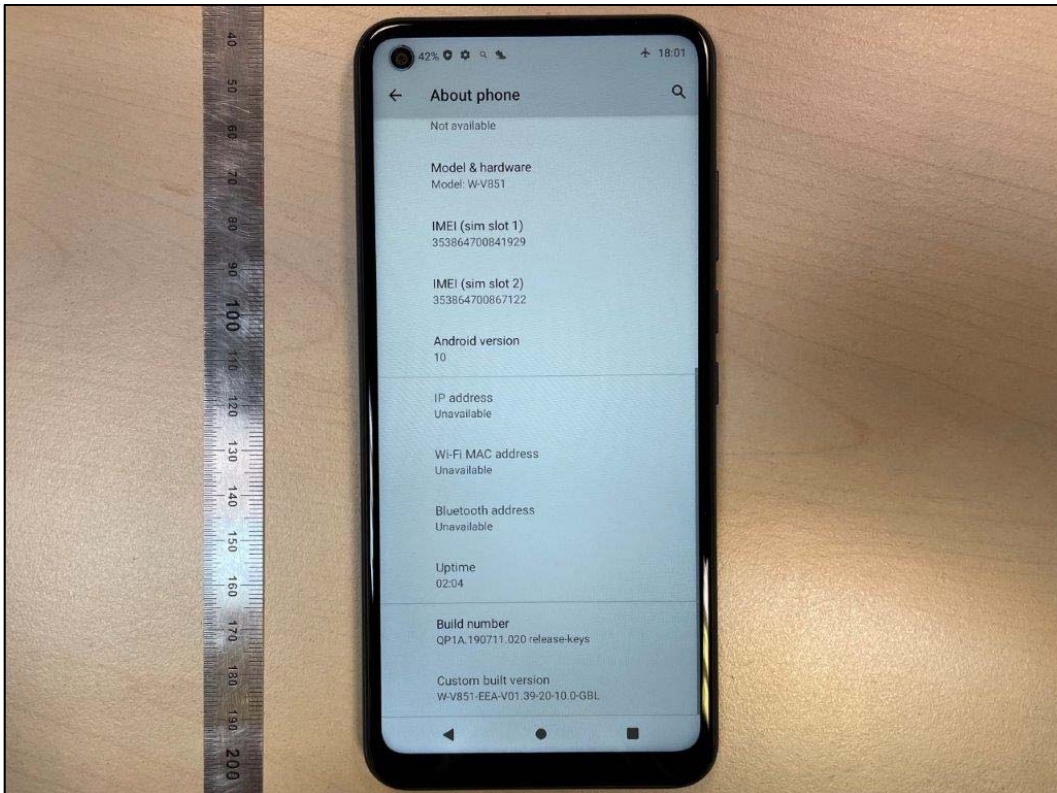 42% 18:01
About phone
Not available
Model & hardware
Model: W-V851
IMEI (sim slot 1)
353864700841929
IMEI (sim slot 2)
353864700867122
Android version
10
IP address
Unavailable
Wi-Fi MAC address
Unavailable
Bluetooth address
Unavailable
Uptime
02:04
Build number
QP1A.190711.020 release-keys
Custom built version
W-V851-EEA-V01.39-20-10.0-GBL
40
50
60
70
80
90
100
110
120
130
140
150
160
170
180
190
200